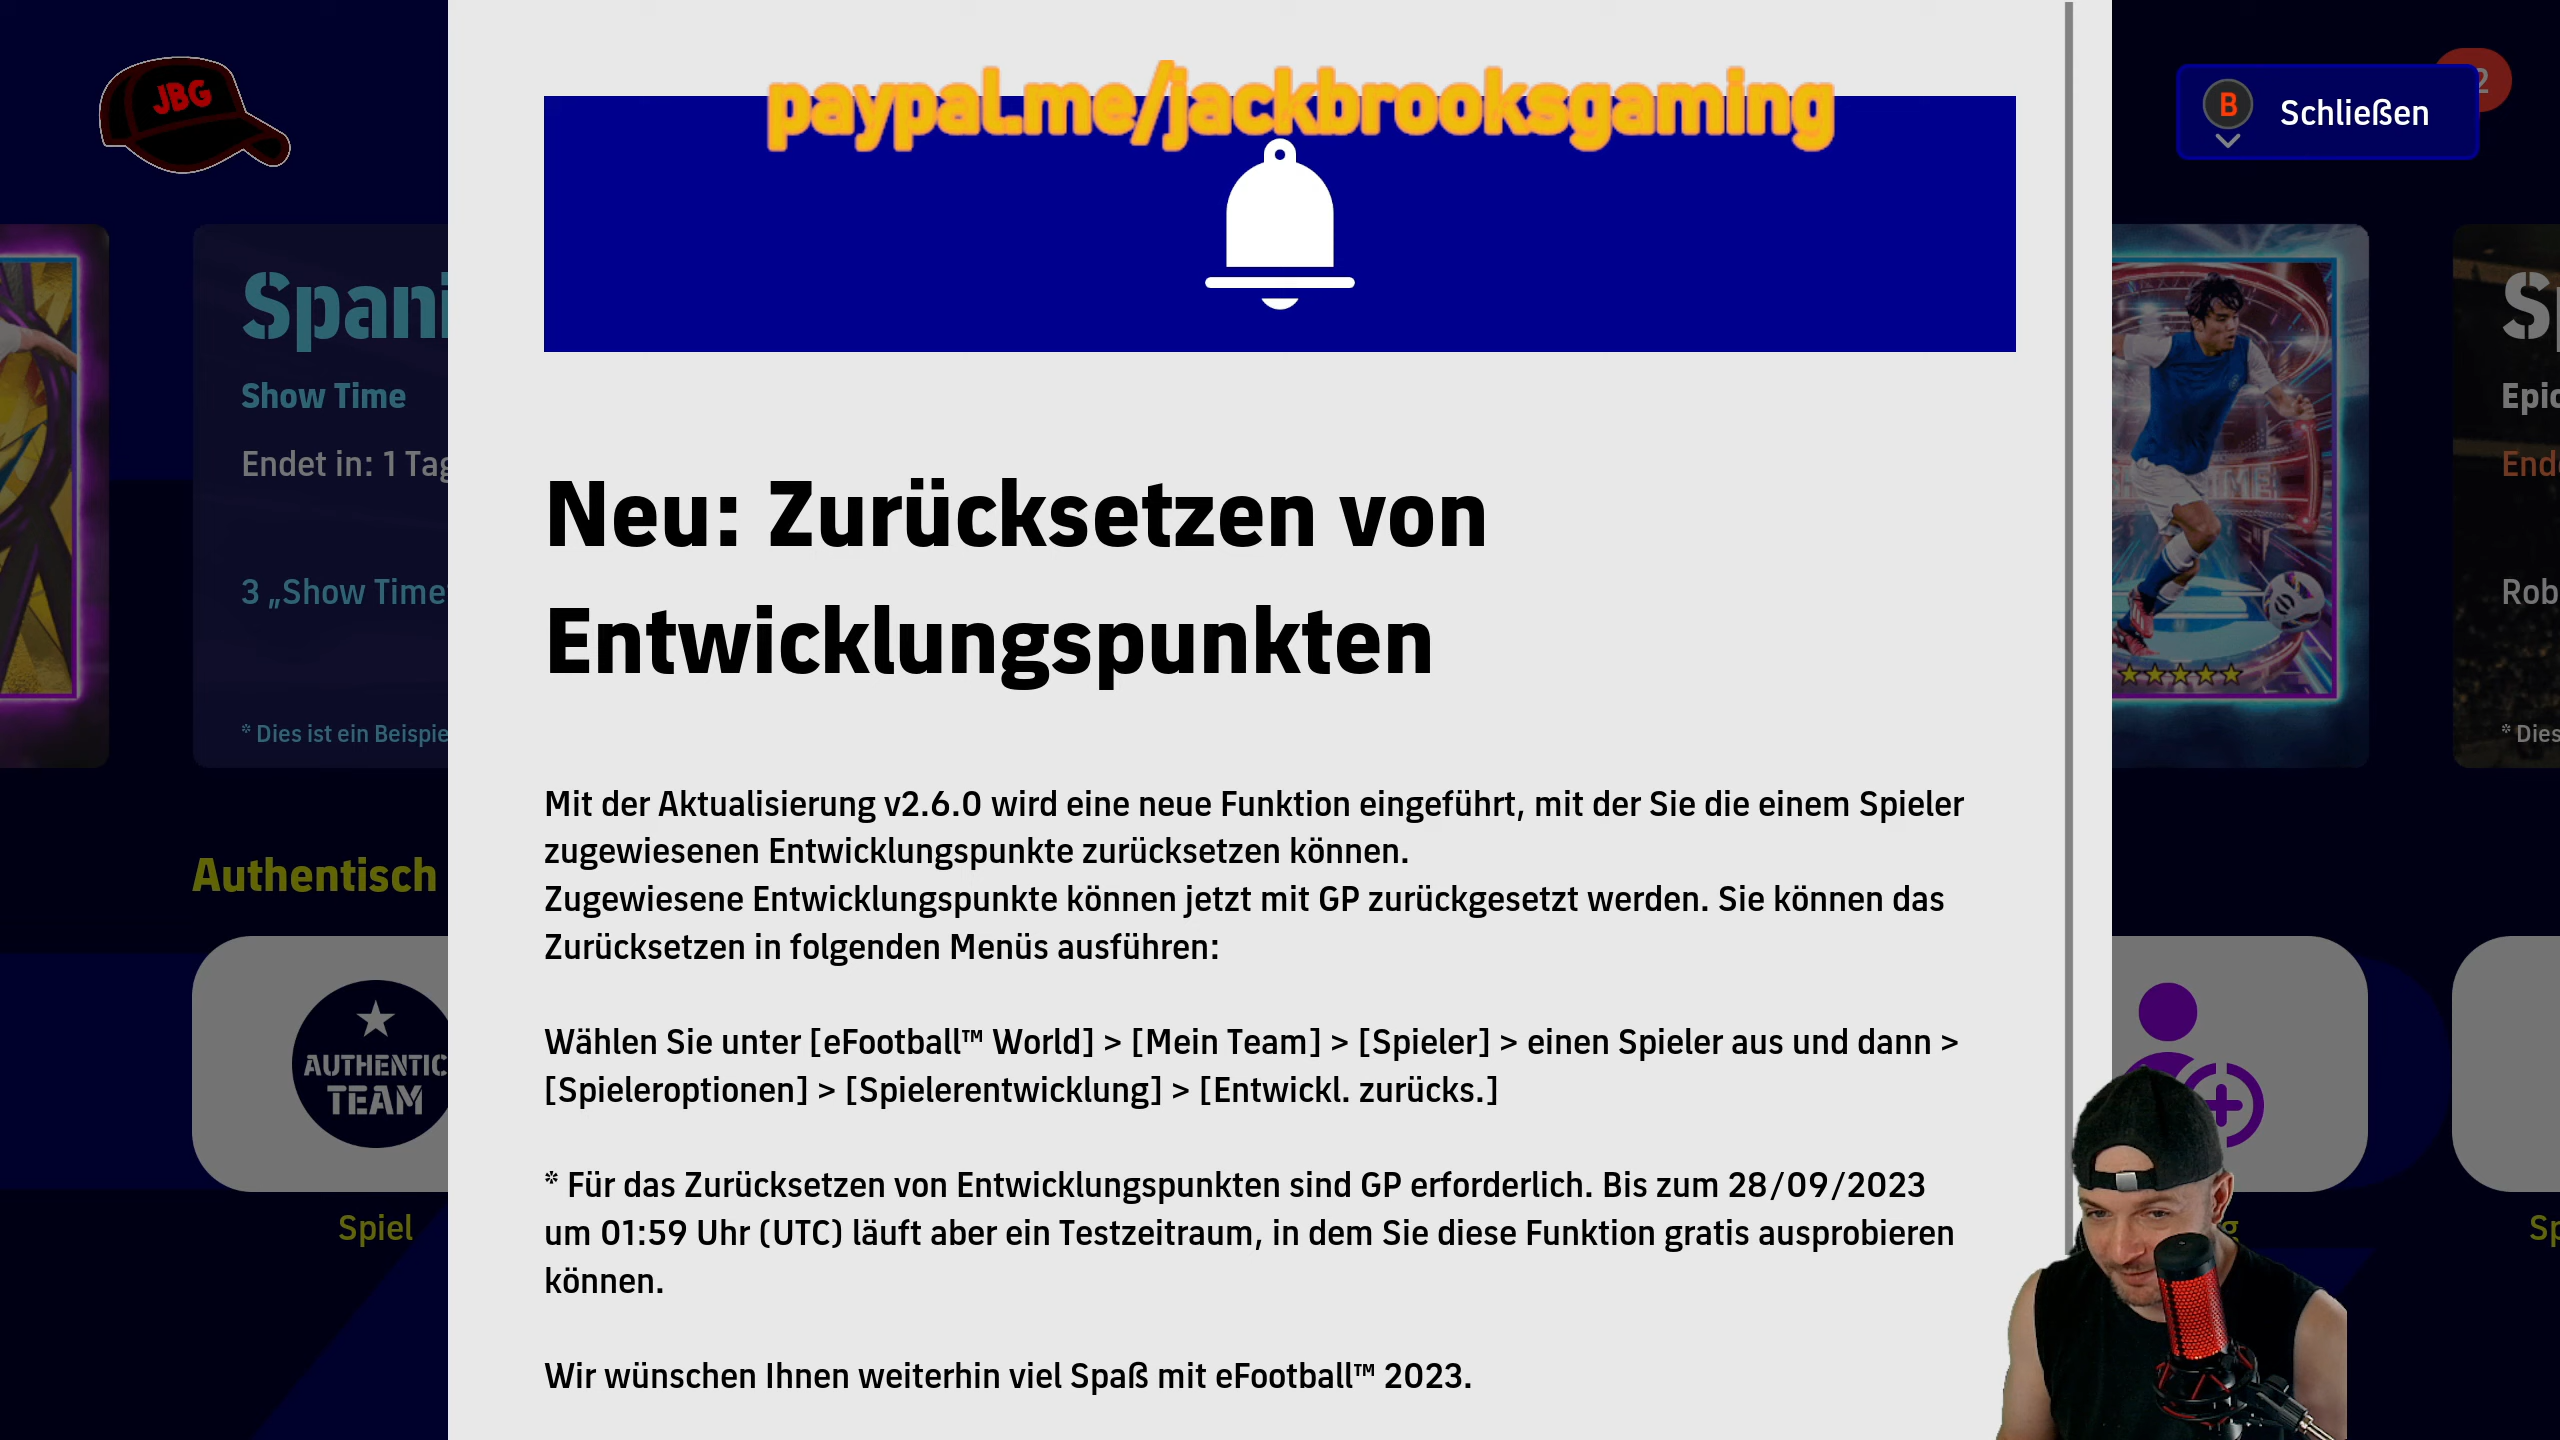 JBG
paypal.me/jackbrooksgaming
B Schließen
2
Spani
Show Time
Endet in: 1 Tag
3 „Show Time
* Dies ist ein Beispie
Authentisch
AUTHENTIC
TEAM
Spiel
Neu: Zurücksetzen von
Entwicklungspunkten
Mit der Aktualisierung v2.6.0 wird eine neue Funktion eingeführt, mit der Sie die einem Spieler
zugewiesenen Entwicklungspunkte zurücksetzen können.
Zugewiesene Entwicklungspunkte können jetzt mit GP zurückgesetzt werden. Sie können das
Zurücksetzen in folgenden Menüs ausführen:
Wählen Sie unter [eFootball™ World] > [Mein Team] > [Spieler] > einen Spieler aus und dann >
[Spieleroptionen] > [Spielerentwicklung] > [Entwickl. zurücks.]
* Für das Zurücksetzen von Entwicklungspunkten sind GP erforderlich. Bis zum 28/09/2023
um 01:59 Uhr (UTC) läuft aber ein Testzeitraum, in dem Sie diese Funktion gratis ausprobieren
können.
Wir wünschen Ihnen weiterhin viel Spaß mit eFootball™ 2023.
Epic
End
Rob
* Dies
g
Sp